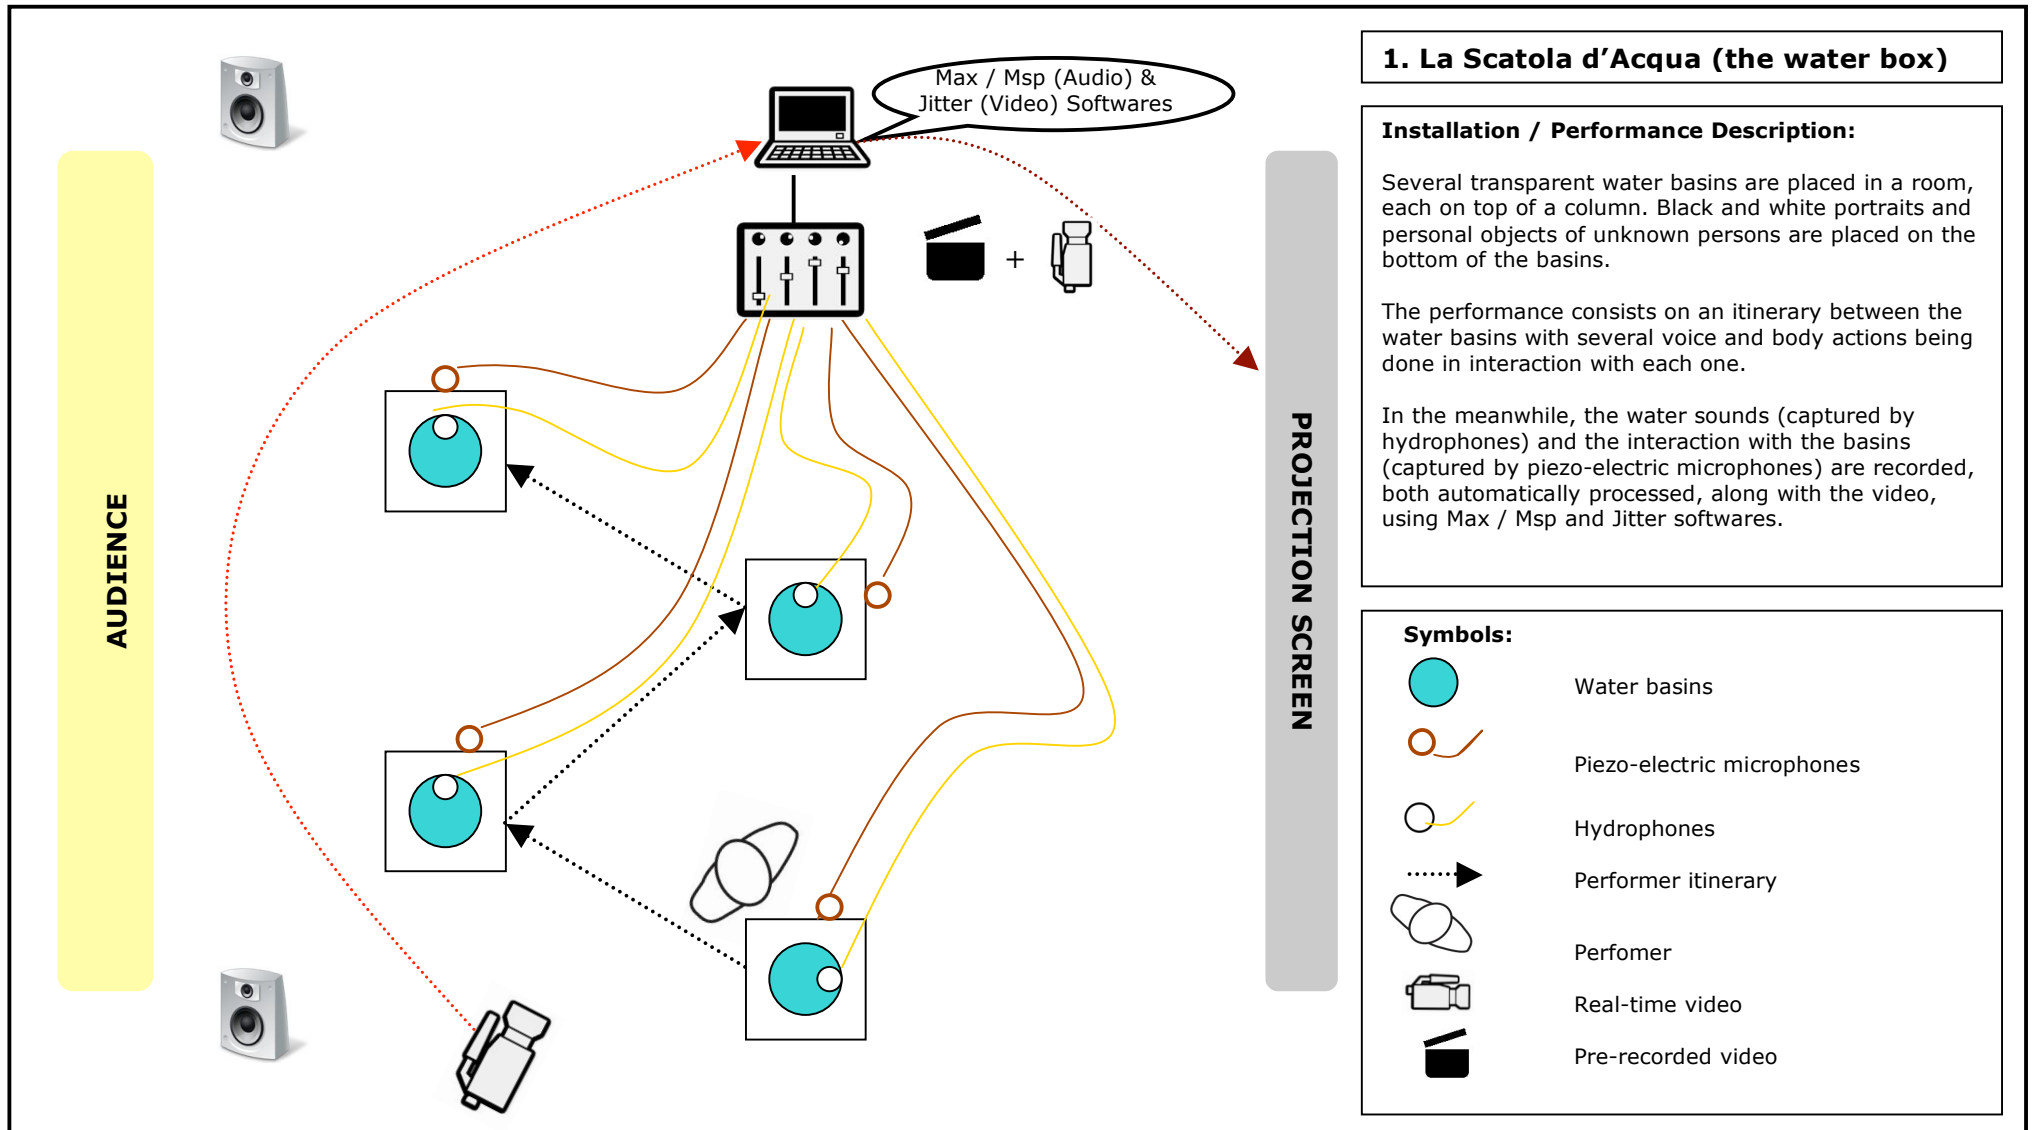 Max / Msp (Audio) &
Jitter (Video) Softwares
+
AUDIENCE
PROJECTION SCREEN
1. La Scatola d’Acqua (the water box)
Installation / Performance Description:
Several transparent water basins are placed in a room,
each on top of a column. Black and white portraits and
personal objects of unknown persons are placed on the
bottom of the basins.
The performance consists on an itinerary between the
water basins with several voice and body actions being
done in interaction with each one.
In the meanwhile, the water sounds (captured by
hydrophones) and the interaction with the basins
(captured by piezo-electric microphones) are recorded,
both automatically processed, along with the video,
using Max / Msp and Jitter softwares.
Symbols:
Water basins
Piezo-electric microphones
Hydrophones
Performer itinerary
Perfomer
Real-time video
Pre-recorded video